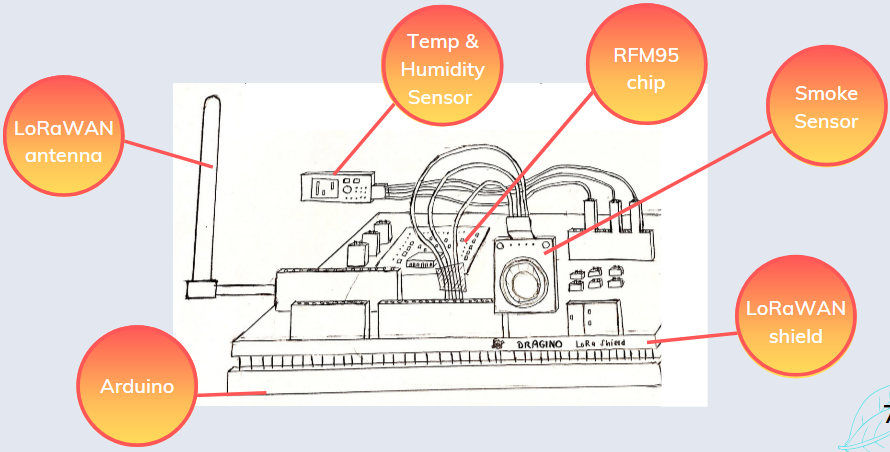 Temp &
Humidity
Sensor
RFM95
chip
Smoke
Sensor
LoRaWAN
antenna
LoRaWAN
shield
DRAGINO LoRa Shield
Arduino
7